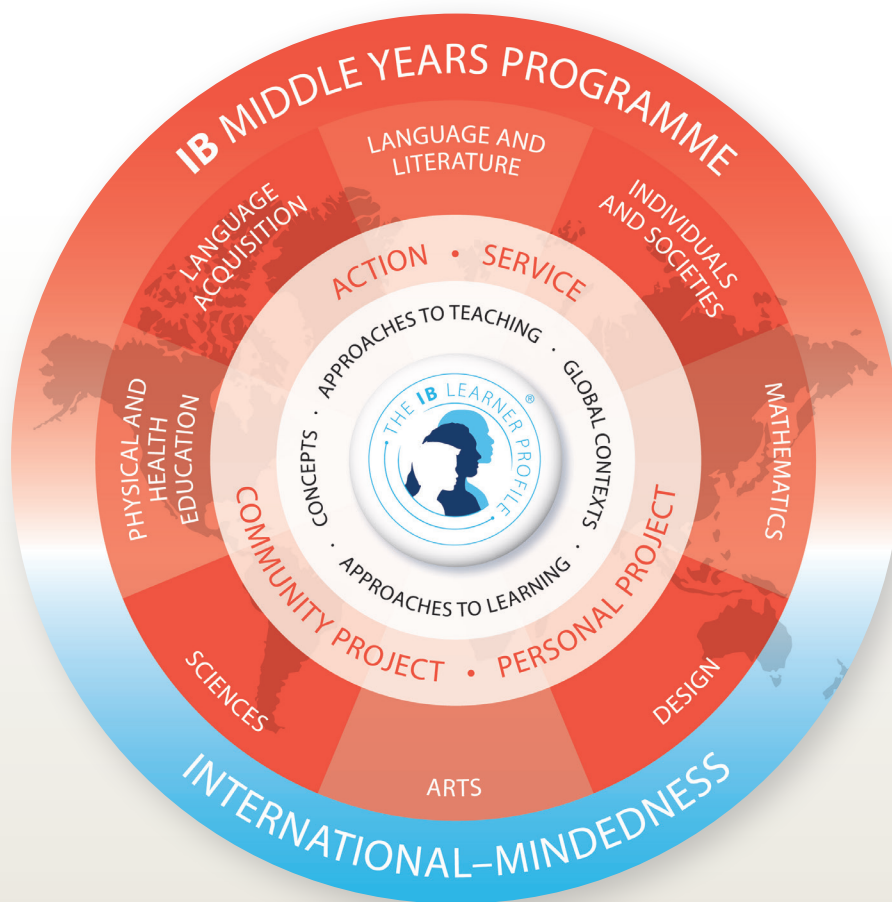 IB MIDDLE YEARS PROGRAMME
LANGUAGE AND
LITERATURE
LANGUAGE
ACQUISITION
INDIVIDUALS
AND SOCIETIES
ACTION • SERVICE
APPROACHES TO TEACHING · GLOBAL CONTEXTS ·
THE IB LEARNER PROFILE ®
PHYSICAL AND
HEALTH
EDUCATION
MATHEMATICS
CONCEPTS ·
APPROACHES TO LEARNING ·
COMMUNITY PROJECT • PERSONAL PROJECT
SCIENCES
DESIGN
ARTS
INTERNATIONAL–MINDEDNESS